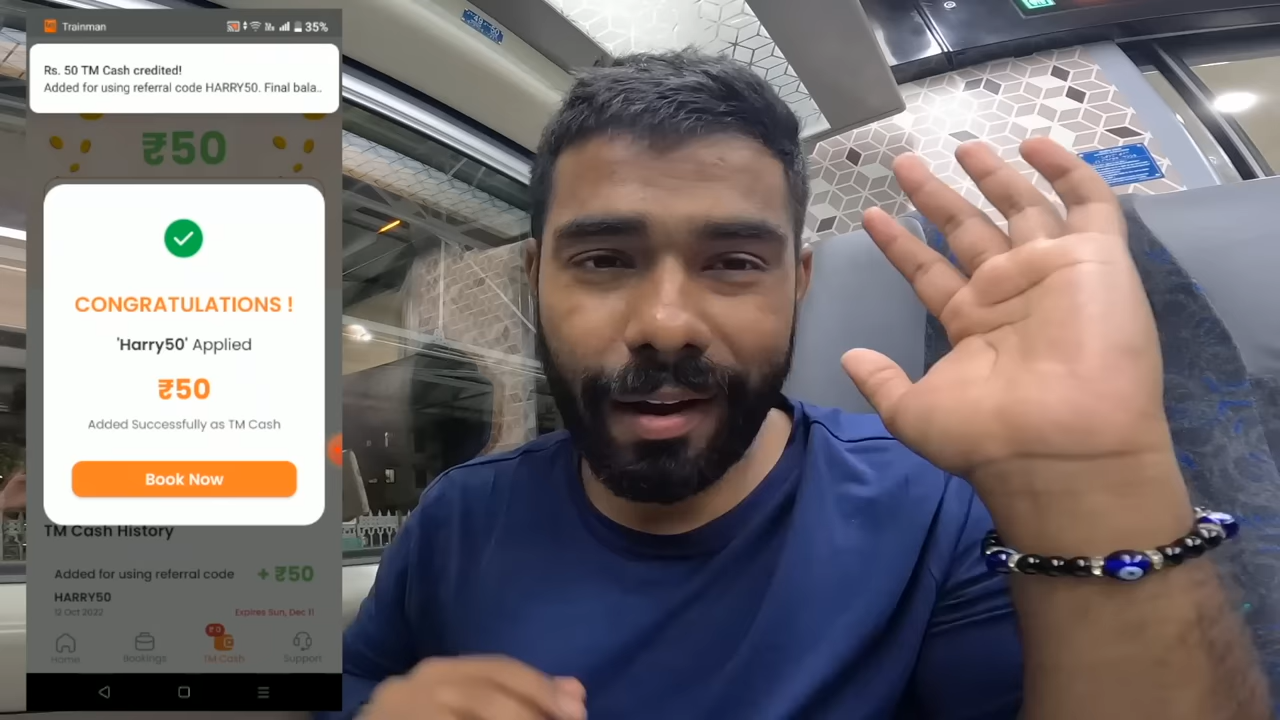 Trainman
35%
Rs. 50 TM Cash credited!
Added for using referral code HARRY50. Final bala..
₹50
CONGRATULATIONS !
'Harry50' Applied
₹50
Added Successfully as TM Cash
Book Now
TM Cash History
Added for using referral code + ₹50
HARRY50
12 Oct 2022 Expires Sun, Dec 11
Home Bookings TM Cash Support